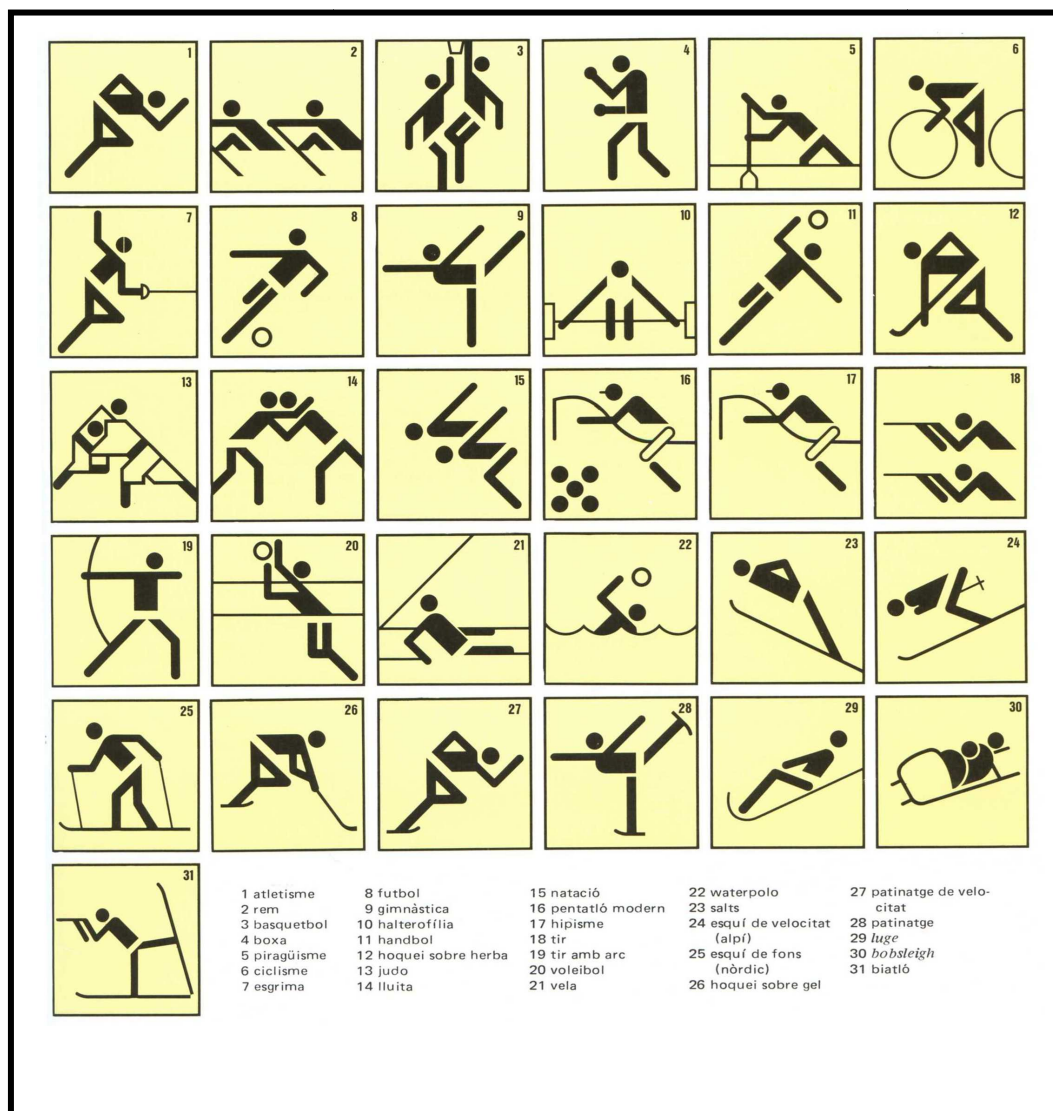 1
2
3
4
5
6
7
8
9
10
11
12
13
14
15
16
17
18
19
20
21
22
23
24
25
26
27
28
29
30
31
1 atletisme
2 rem
3 basquetbol
4 boxa
5 piragüisme
6 ciclisme
7 esgrima
8 futbol
9 gimnàstica
10 halterofília
11 handbol
12 hoquei sobre herba
13 judo
14 lluita
15 natació
16 pentatló modern
17 hipisme
18 tir
19 tir amb arc
20 voleibol
21 vela
22 waterpolo
23 salts
24 esquí de velocitat
(alpí)
25 esquí de fons
(nòrdic)
26 hoquei sobre gel
27 patinatge de velo-
citat
28 patinatge
29 luge
30 bobsleigh
31 biatló